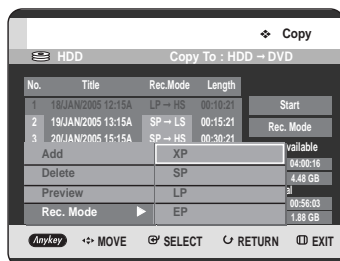 ❖ Copy
HDD Copy To : HDD → DVD
No. Title Rec.Mode Length
1 18/JAN/2005 12:15A LP → HS 00:10:21 Start
2 19/JAN/2005 13:15A SP → LS 00:15:21 Rec. Mode
3 20/JAN/2005 15:15A SP → HS 00:30:21
vailable
Add XP 04:00:16
Delete SP 4.48 GB
Preview LP al
Rec. Mode ▶ EP 00:56:03
1.88 GB
Anykey MOVE SELECT RETURN EXIT